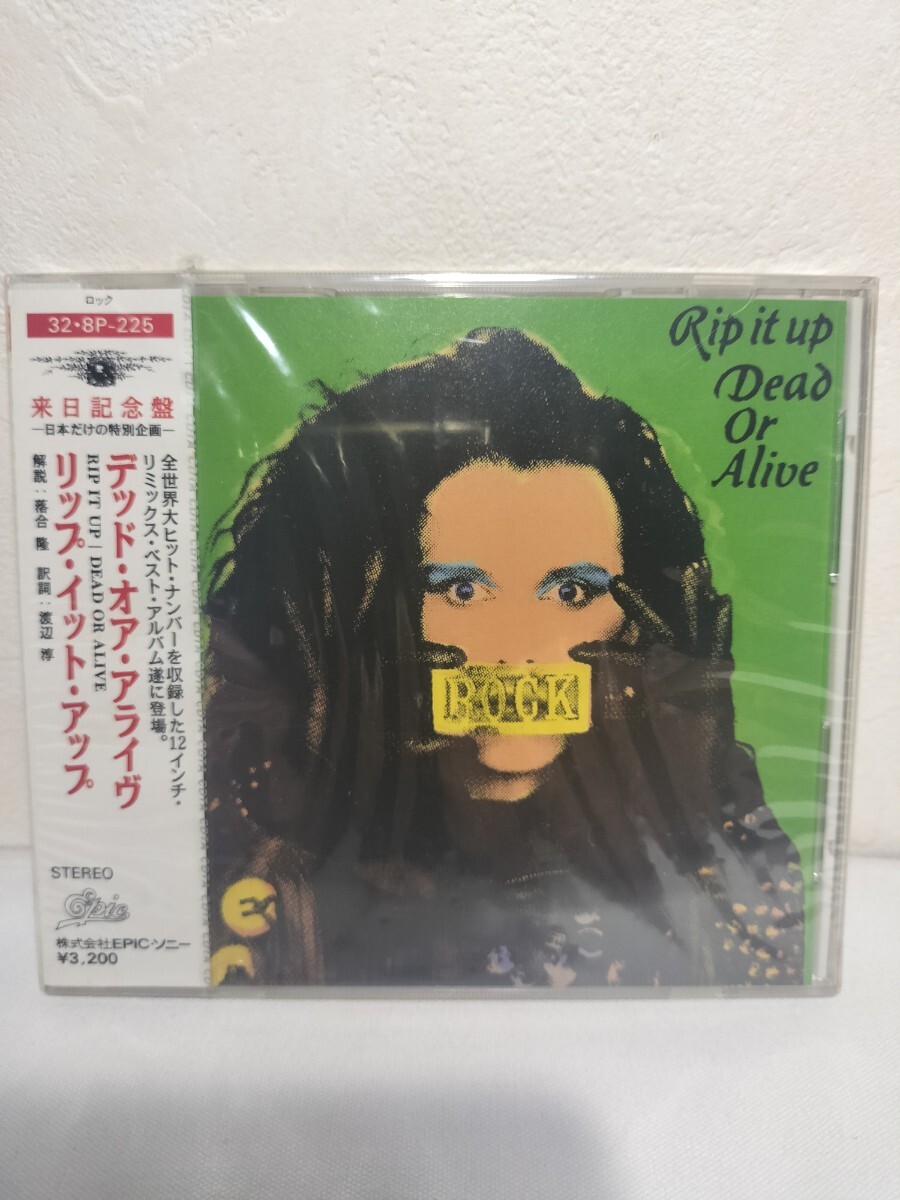 ロック
32・8P-225
来日記念盤
―日本だけの特別企画―
全世界大ヒット・ナンバーを収録した12インチ・
リミックス・ベスト・アルバム遂に登場。
デッド・オア・アライヴ
RIP IT UP / DEAD OR ALIVE
リップ・イット・アップ
解説：落合 隆 訳詞：渡辺 淳
STEREO
Epic
株式会社EPIC・ソニー
¥3,200
Rip it up
Dead
Or
Alive
ROCK